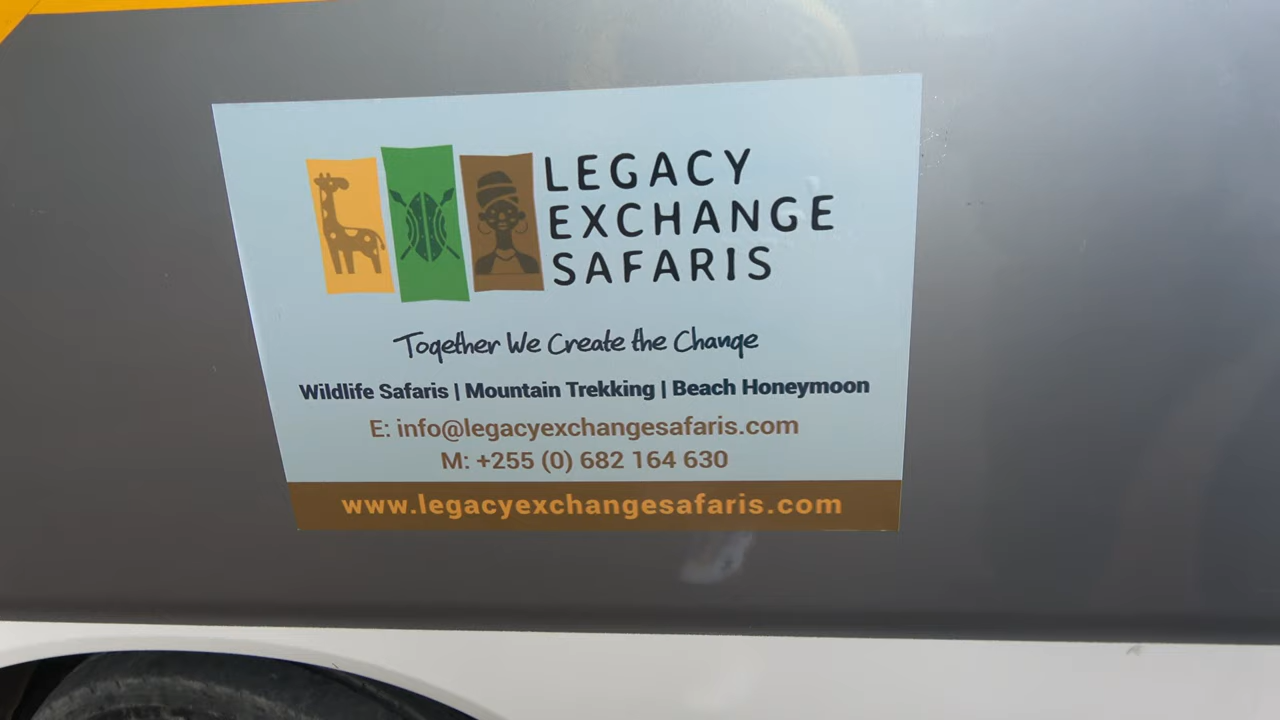 LEGACY
EXCHANGE
SAFARIS
Together We Create the Change
Wildlife Safaris | Mountain Trekking | Beach Honeymoon
E: info@legacyexchangesafaris.com
M: +255 (0) 682 164 630
www.legacyexchangesafaris.com